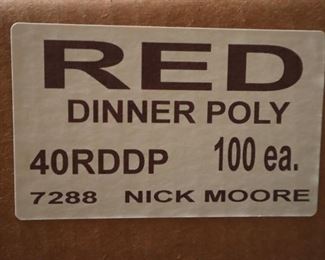 RED
DINNER POLY
40RDDP 100 ea.
7288 NICK MOORE